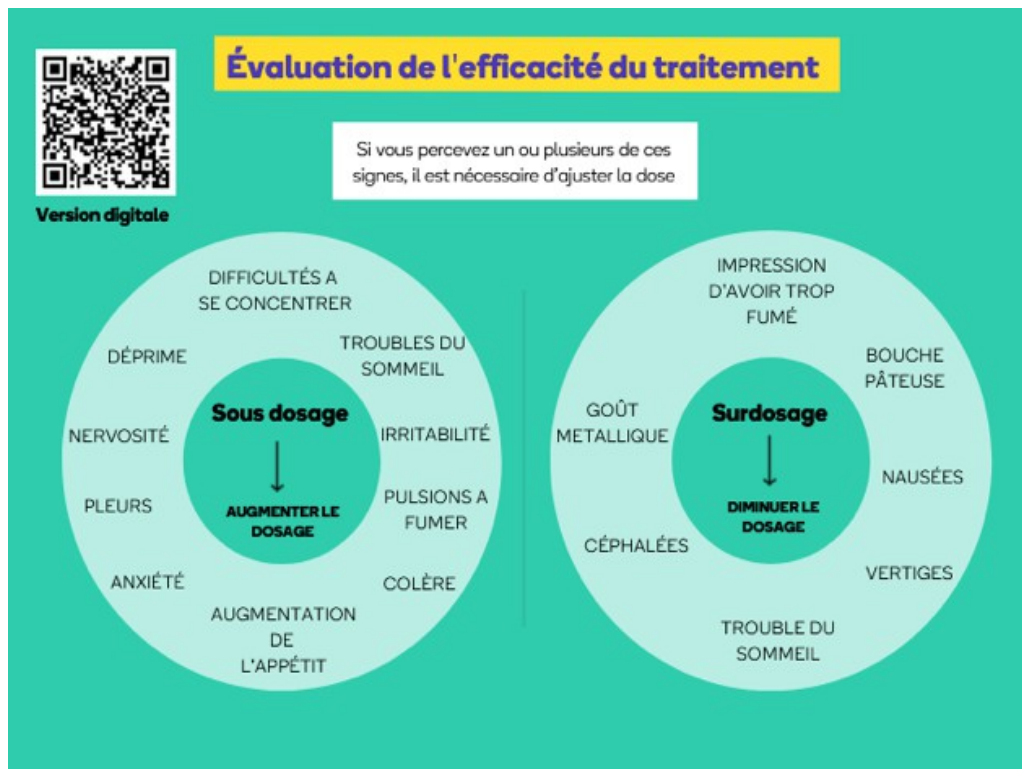 Évaluation de l'efficacité du traitement
Si vous percevez un ou plusieurs de ces
signes, il est nécessaire d'ajuster la dose
Version digitale
DIFFICULTÉS A
SE CONCENTRER
TROUBLES DU
SOMMEIL
IRRITABILITÉ
PULSIONS A
FUMER
COLÈRE
AUGMENTATION
DE
L'APPÉTIT
ANXIÉTÉ
PLEURS
NERVOSITÉ
DÉPRIME
Sous dosage
AUGMENTER LE
DOSAGE
IMPRESSION
D'AVOIR TROP
FUMÉ
BOUCHE
PÂTEUSE
NAUSÉES
VERTIGES
TROUBLE DU
SOMMEIL
CÉPHALÉES
GOÛT
METALLIQUE
Surdosage
DIMINUER LE
DOSAGE